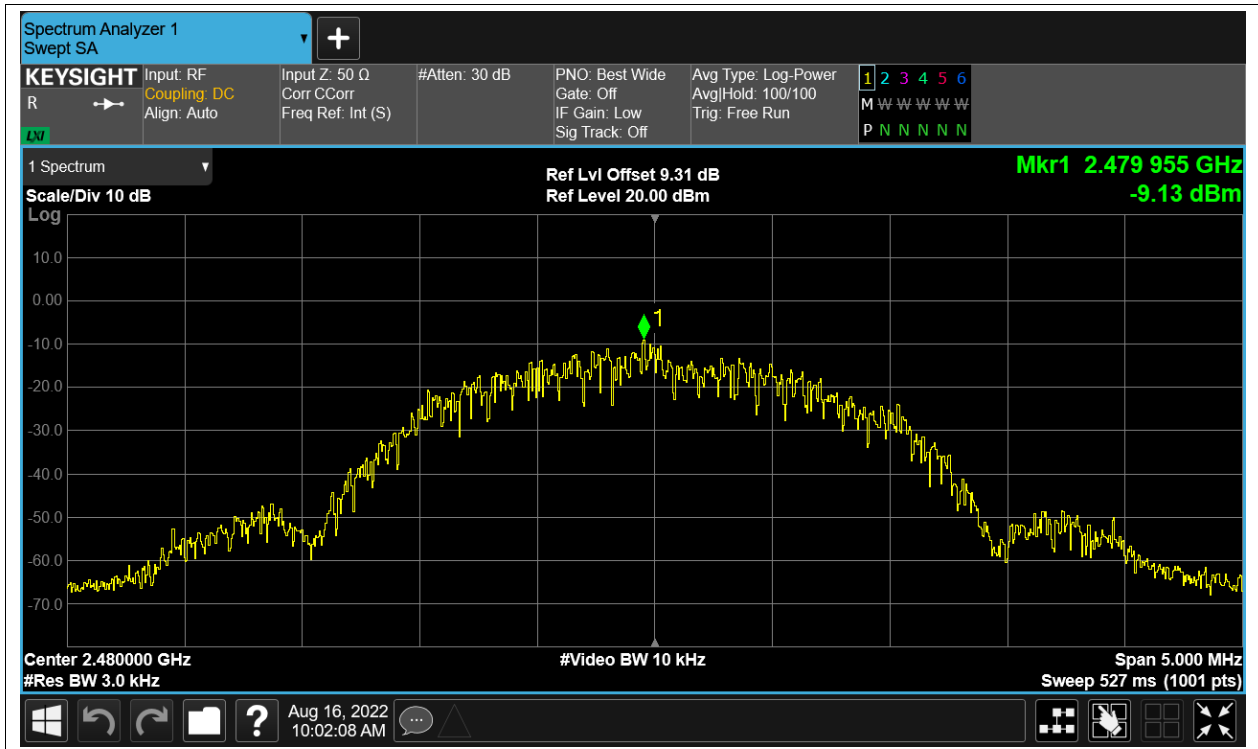 Spectrum Analyzer 1
Swept SA
KEYSIGHT
R
LXI
Input: RF
Coupling: DC
Align: Auto
Input Z: 50 Ω
Corr CCorr
Freq Ref: Int (S)
#Atten: 30 dB
PNO: Best Wide
Gate: Off
IF Gain: Low
Sig Track: Off
Avg Type: Log-Power
Avg|Hold: 100/100
Trig: Free Run
1 2 3 4 5 6
M W W W W W
P N N N N N
1 Spectrum
Scale/Div 10 dB
Log
Ref Lvl Offset 9.31 dB
Ref Level 20.00 dBm
Mkr1 2.479 955 GHz
-9.13 dBm
10.0
0.00
1
-10.0
-20.0
-30.0
-40.0
-50.0
-60.0
-70.0
Center 2.480000 GHz
#Video BW 10 kHz
Span 5.000 MHz
#Res BW 3.0 kHz
Sweep 527 ms (1001 pts)
?
Aug 16, 2022
10:02:08 AM